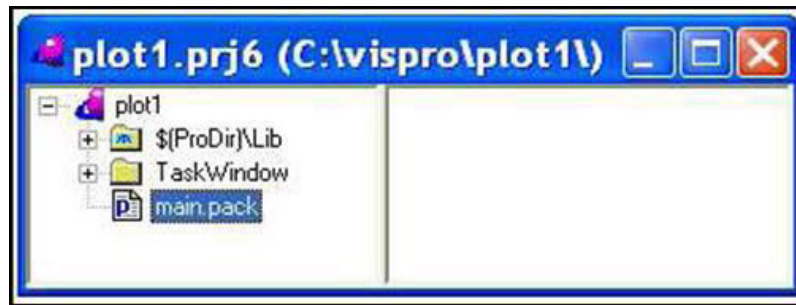 plot1.prj6 (C:\vispro\plot1\)
plot1
$(ProDir)\Lib
TaskWindow
main.pack